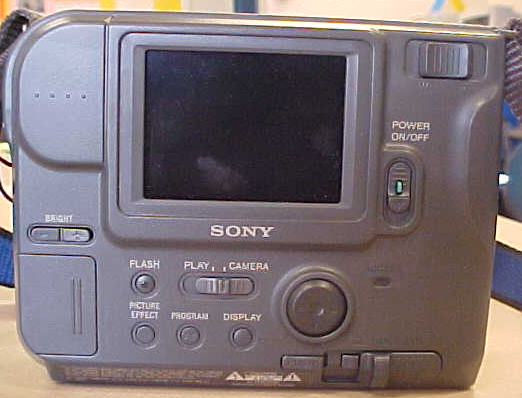 POWER
ON/OFF
BRIGHT
SONY
FLASH
PLAY CAMERA
PICTURE
EFFECT
PROGRAM
DISPLAY